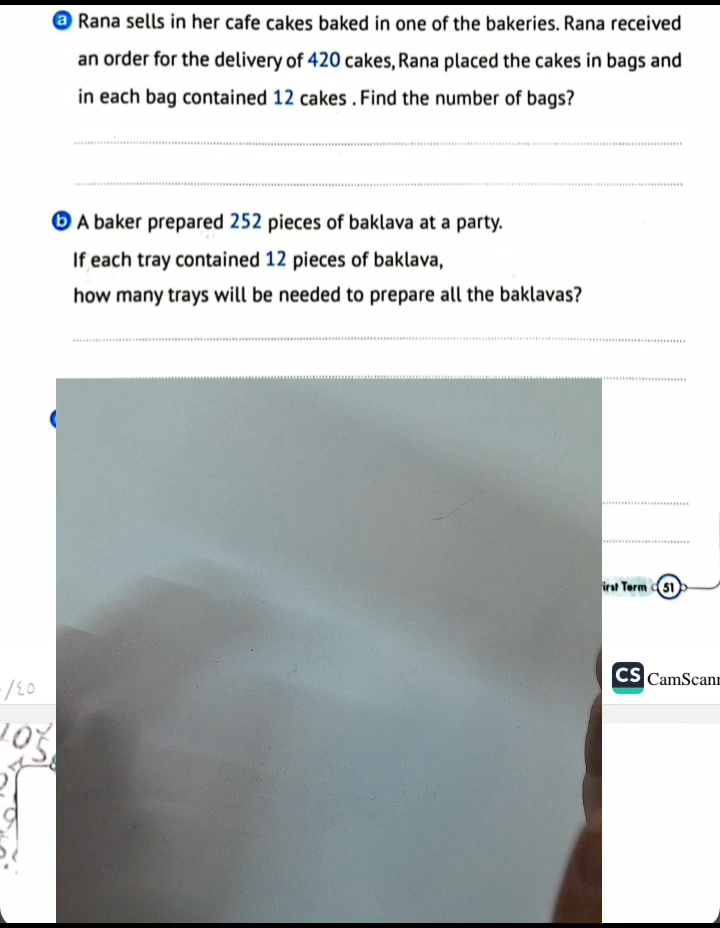 a Rana sells in her cafe cakes baked in one of the bakeries. Rana received
an order for the delivery of 420 cakes, Rana placed the cakes in bags and
in each bag contained 12 cakes . Find the number of bags?
b A baker prepared 252 pieces of baklava at a party.
If each tray contained 12 pieces of baklava,
how many trays will be needed to prepare all the baklavas?
irst Term 51
CS CamScan
/٤٥